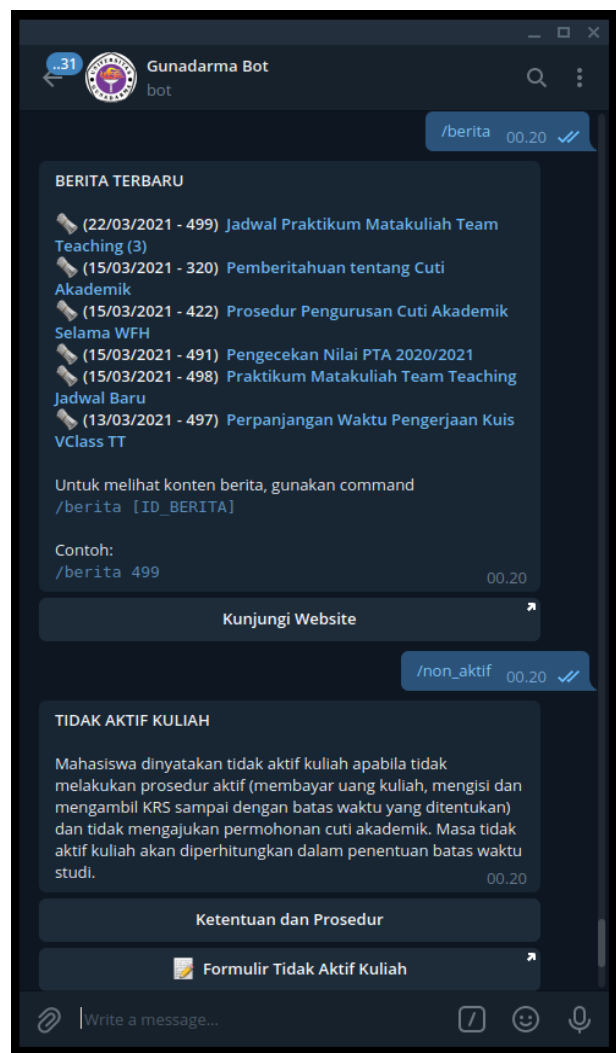 ..31
Gunadarma Bot
bot
/berita 00.20
BERITA TERBARU
(22/03/2021 - 499) Jadwal Praktikum Matakuliah Team
Teaching (3)
(15/03/2021 - 320) Pemberitahuan tentang Cuti
Akademik
(15/03/2021 - 422) Prosedur Pengurusan Cuti Akademik
Selama WFH
(15/03/2021 - 491) Pengecekan Nilai PTA 2020/2021
(15/03/2021 - 498) Praktikum Matakuliah Team Teaching
Jadwal Baru
(13/03/2021 - 497) Perpanjangan Waktu Pengerjaan Kuis
VClass TT
Untuk melihat konten berita, gunakan command
/berita [ID_BERITA]
Contoh:
/berita 499
00.20
Kunjungi Website
/non_aktif 00.20
TIDAK AKTIF KULIAH
Mahasiswa dinyatakan tidak aktif kuliah apabila tidak
melakukan prosedur aktif (membayar uang kuliah, mengisi dan
mengambil KRS sampai dengan batas waktu yang ditentukan)
dan tidak mengajukan permohonan cuti akademik. Masa tidak
aktif kuliah akan diperhitungkan dalam penentuan batas waktu
studi.
00.20
Ketentuan dan Prosedur
Formulir Tidak Aktif Kuliah
Write a message...